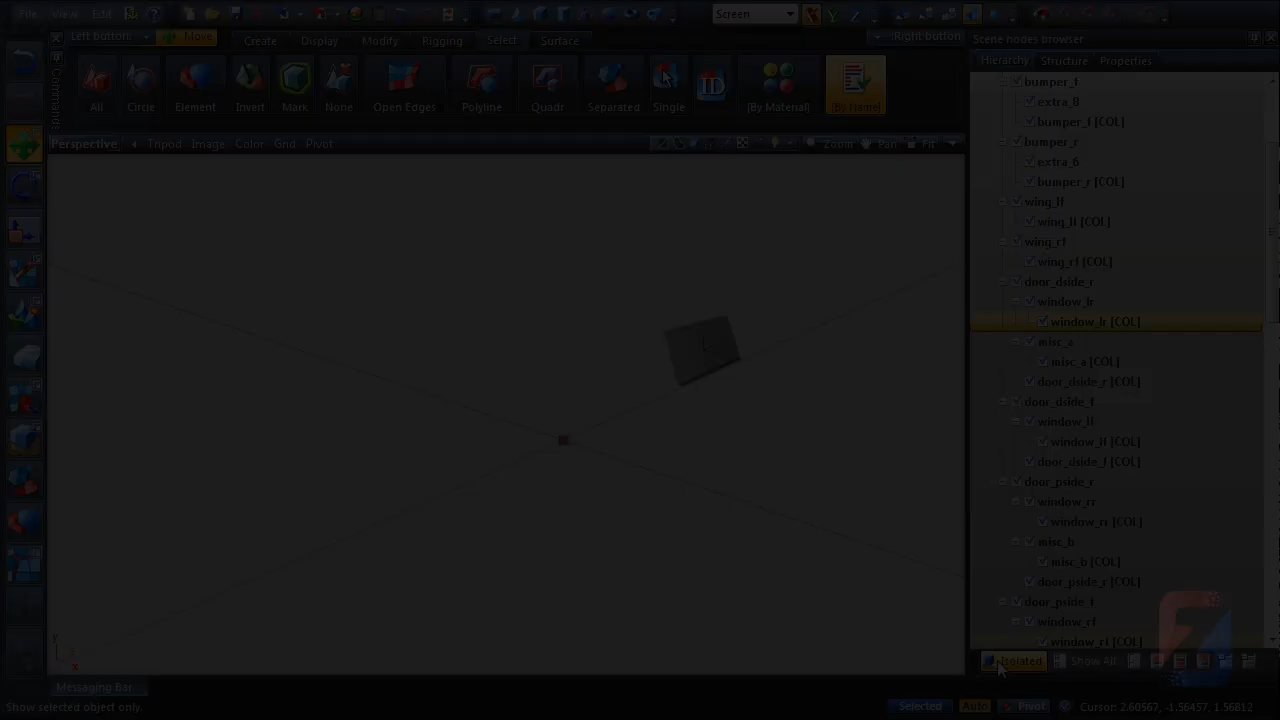 File View Edit Screen X Y Z
Left button: Move Create Display Modify Rigging Select Surface Right button
Commands
All Circle Element Invert Mark None Open Edges Polyline Quadr Separated Single ID [By Material] [By Name]
Perspective Tripod Image Color Grid Pivot Zoom Pan Fit
Scene nodes browser
Hierarchy Structure Properties
bumper_f
extra_8
bumper_f [COL]
bumper_r
extra_6
bumper_r [COL]
wing_lf
wing_lf [COL]
wing_rf
wing_rf [COL]
door_dside_r
window_lr
window_lr [COL]
misc_a
misc_a [COL]
door_dside_r [COL]
door_dside_f
window_lf
window_lf [COL]
door_dside_f [COL]
door_pside_r
window_rr
window_rr [COL]
misc_b
misc_b [COL]
door_pside_r [COL]
door_pside_f
window_rf
window_rf [COL]
Isolated Show All
Y
X
Messaging Bar
Show selected object only. Selected Auto Pivot Cursor: 2.60567, -1.56457, 1.56812